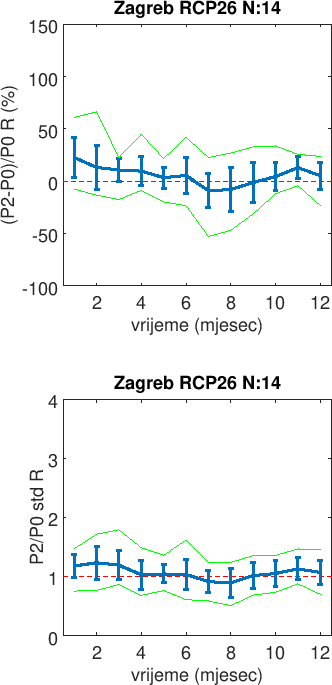 Zagreb RCP26 N:14
150
100
50
0
-50
-100
(P2-P0)/P0 R (%)
2 4 6 8 10 12
vrijeme (mjesec)
Zagreb RCP26 N:14
4
3
2
1
0
P2/P0 std R
2 4 6 8 10 12
vrijeme (mjesec)